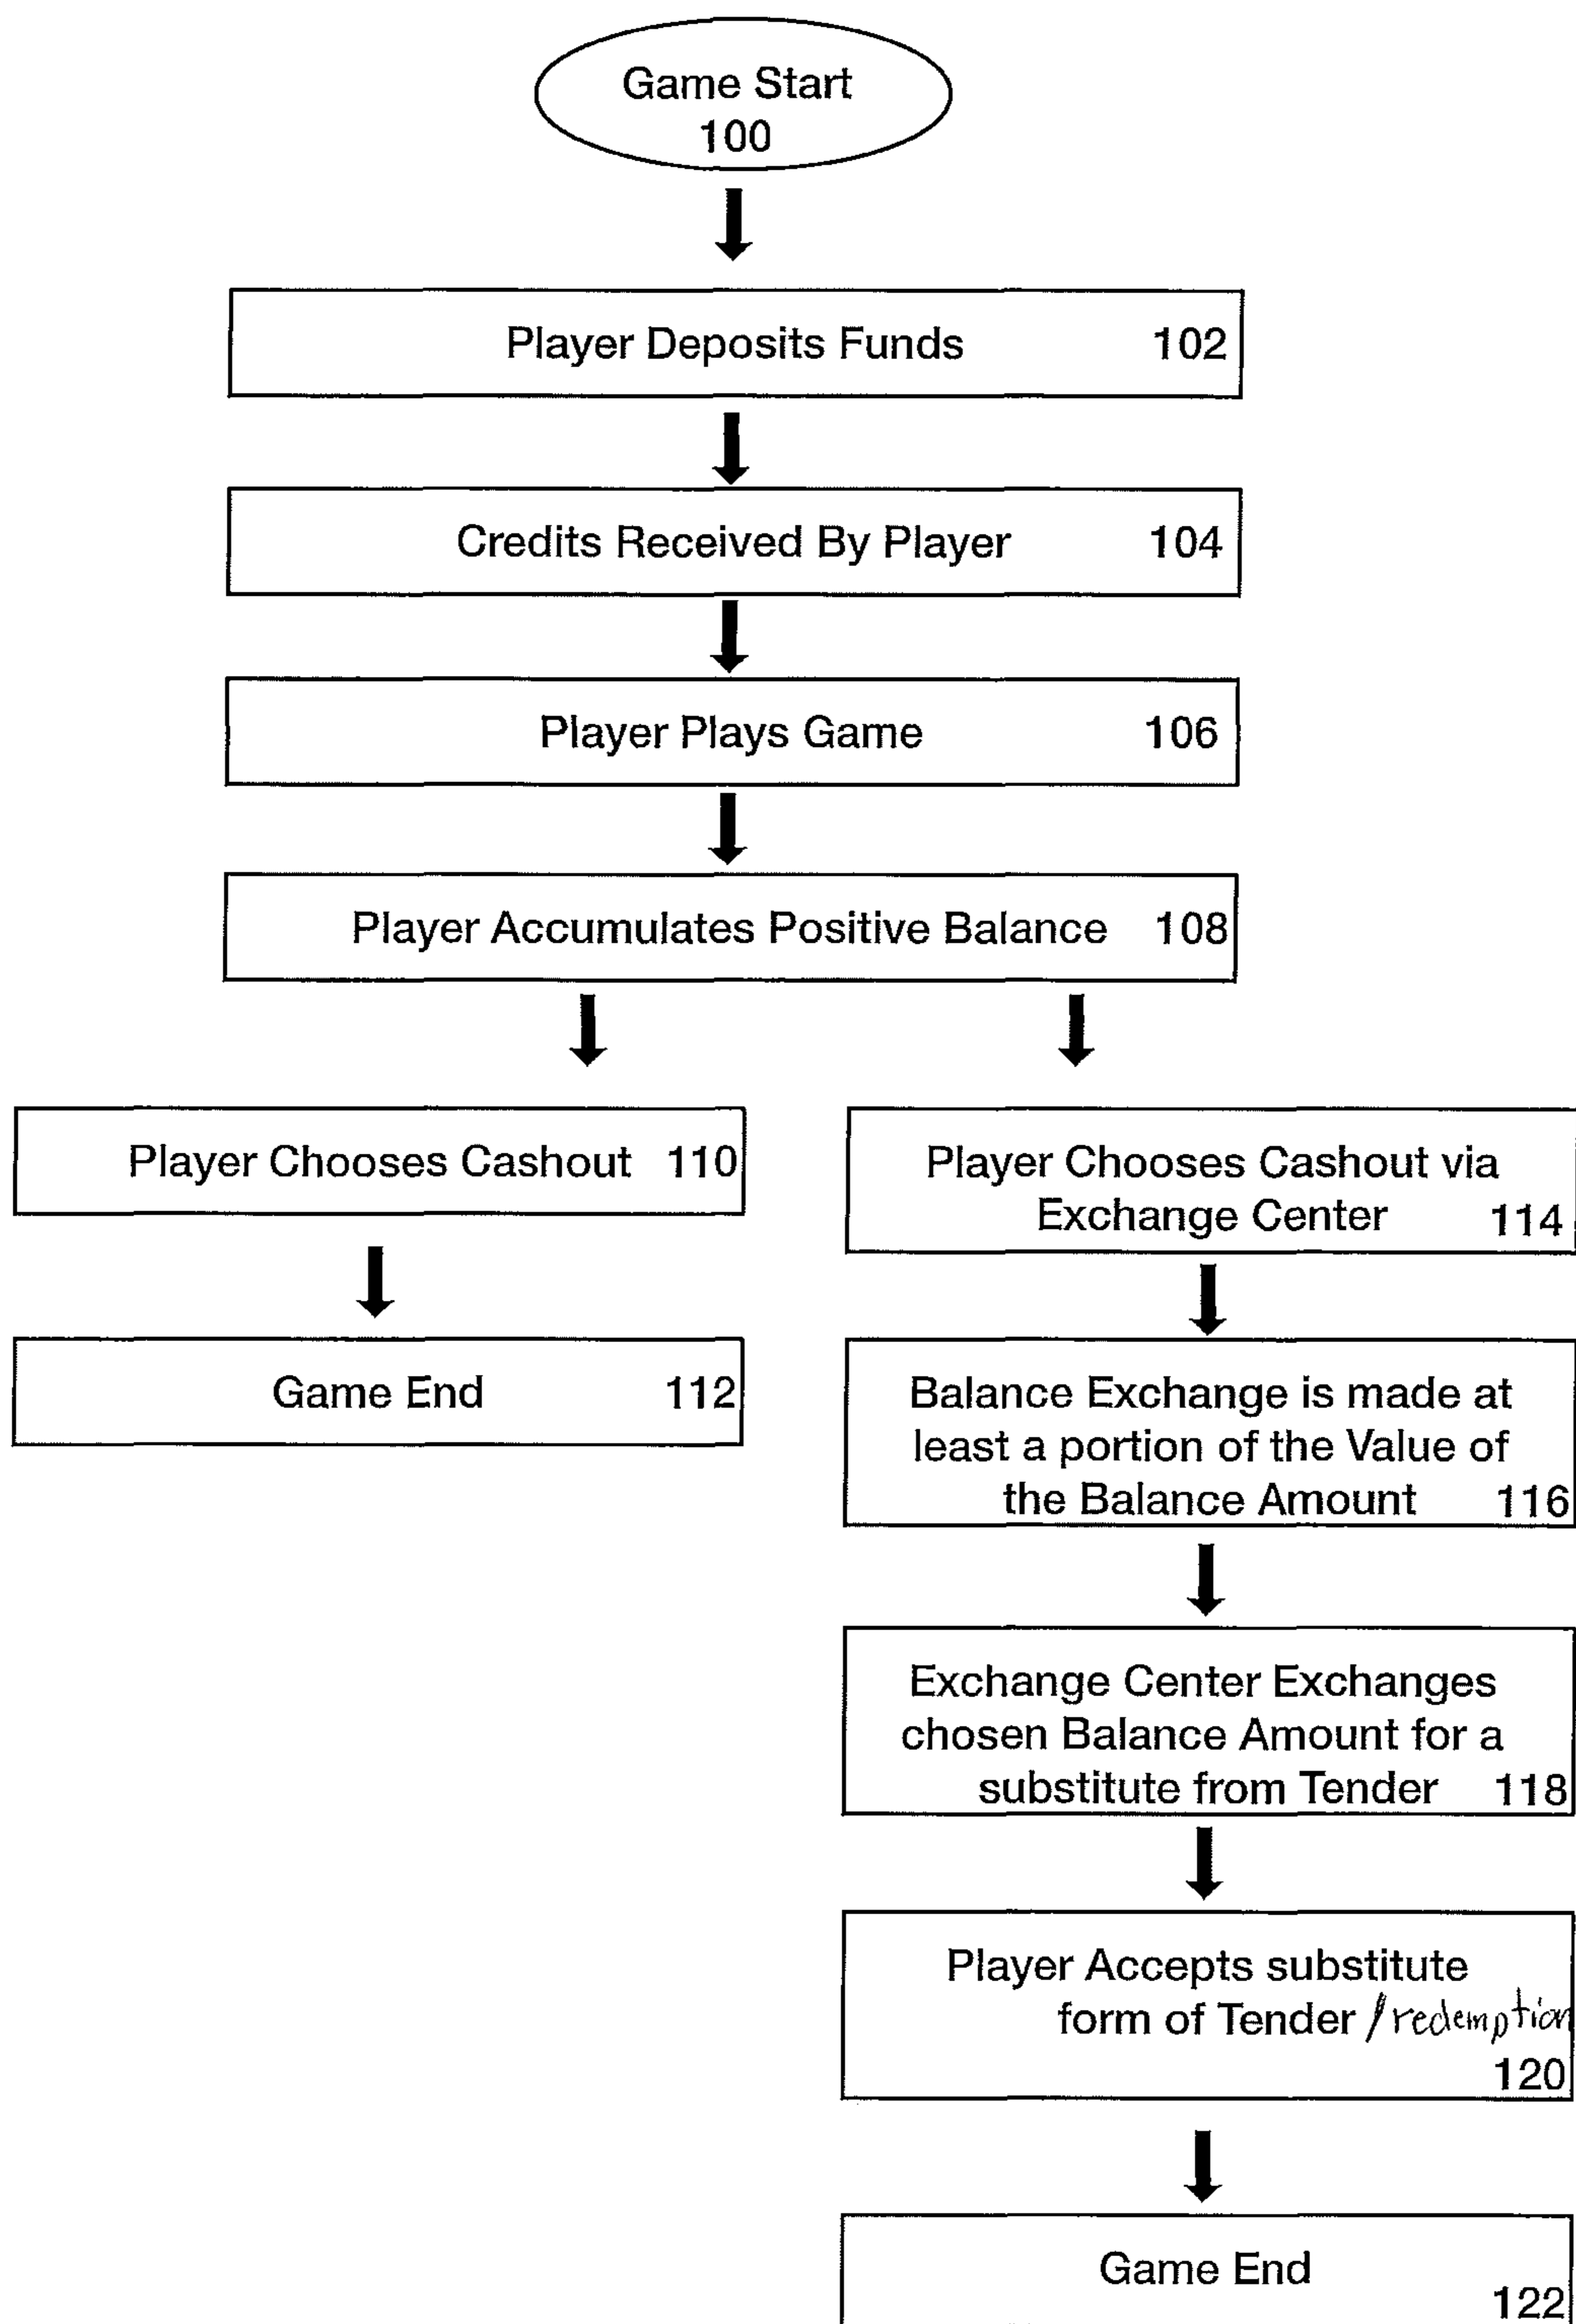 Game Start
100
Player Deposits Funds 102
Credits Received By Player 104
Player Plays Game 106
Player Accumulates Positive Balance 108
Player Chooses Cashout 110
Game End 112
Player Chooses Cashout via
Exchange Center 114
Balance Exchange is made at
least a portion of the Value of
the Balance Amount 116
Exchange Center Exchanges
chosen Balance Amount for a
substitute from Tender 118
Player Accepts substitute
form of Tender /redemption
120
Game End
122